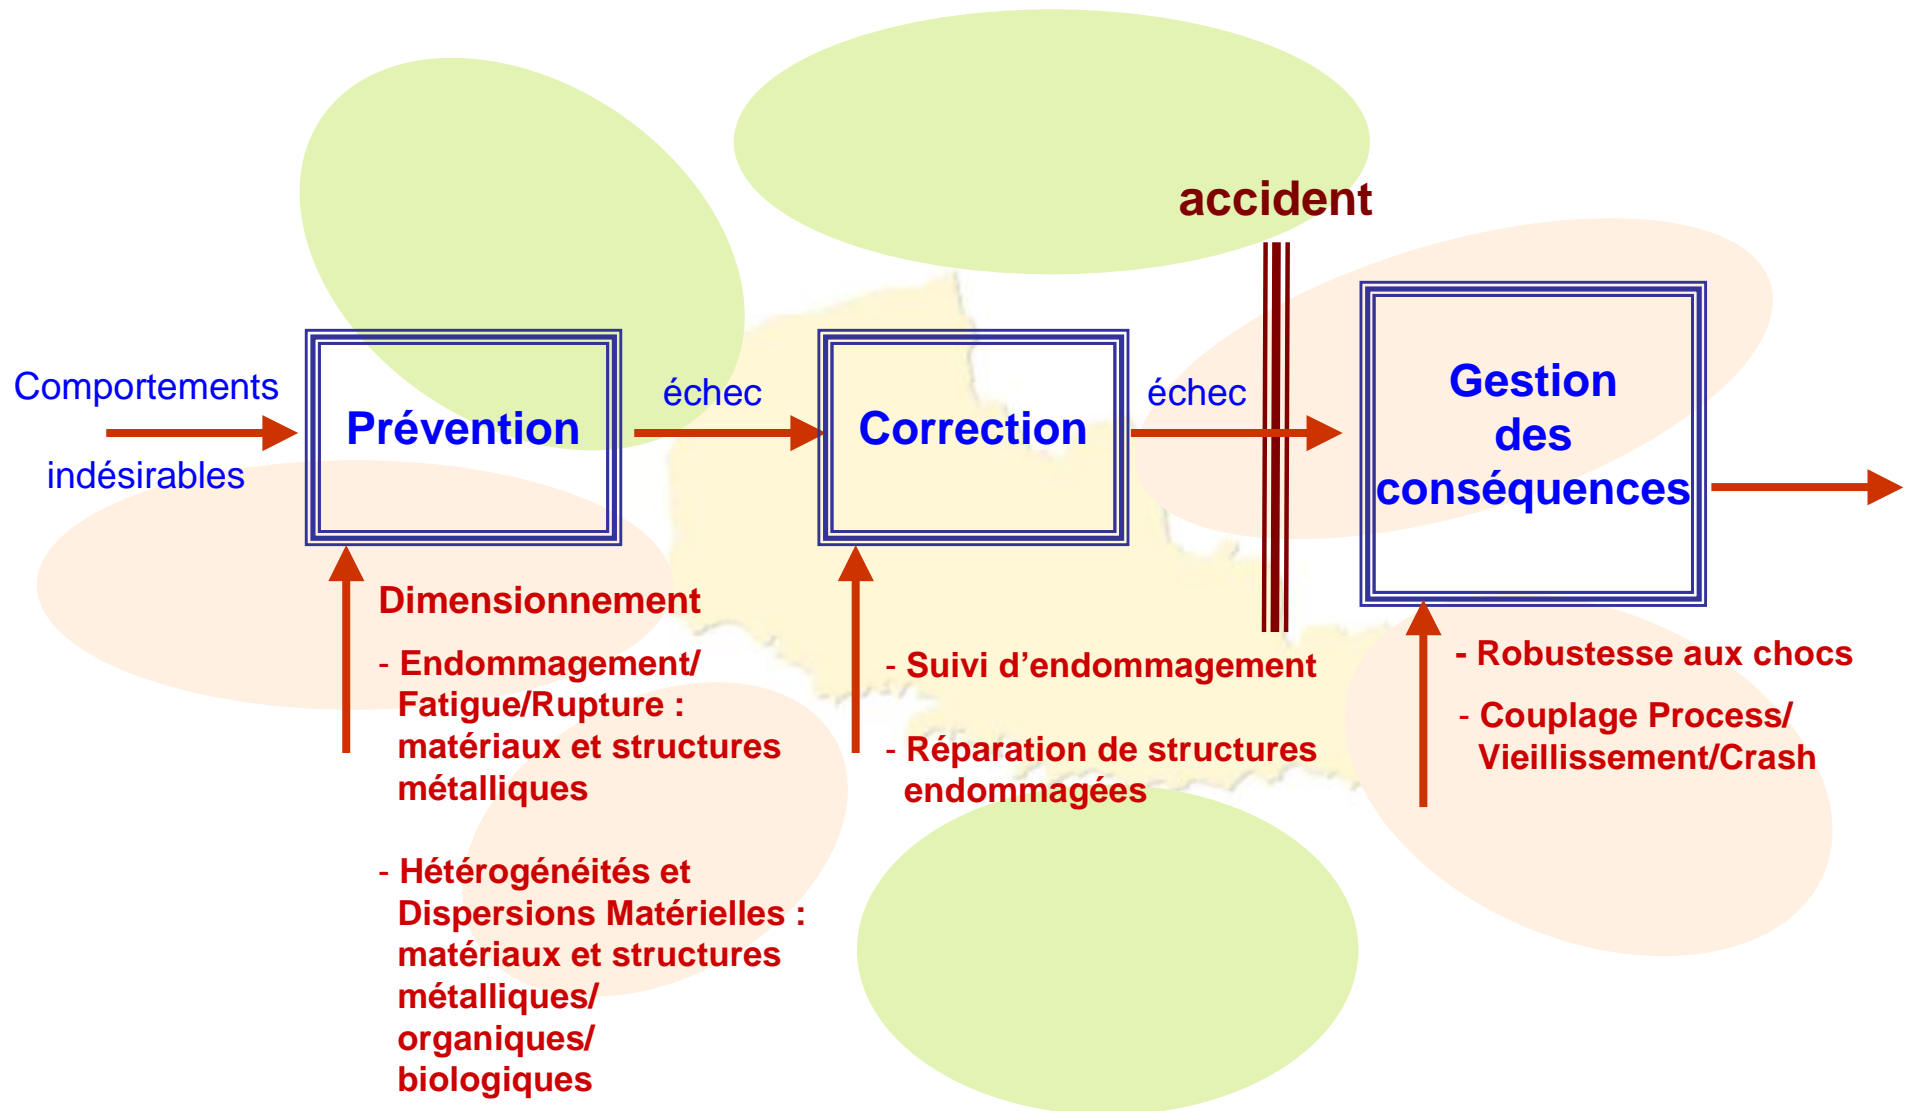 accident
Comportements
indésirables
Prévention
échec
Correction
échec
Gestion
des
conséquences
Dimensionnement
- Endommagement/
Fatigue/Rupture :
matériaux et structures
métalliques
- Hétérogénéités et
Dispersions Matérielles :
matériaux et structures
métalliques/
organiques/
biologiques
- Suivi d’endommagement
- Réparation de structures
endommagées
- Robustesse aux chocs
- Couplage Process/
Vieillissement/Crash